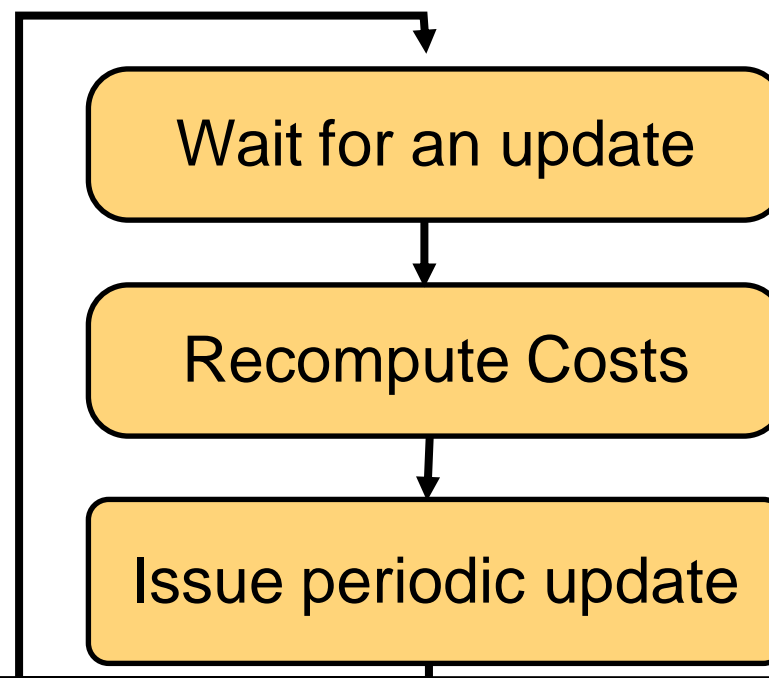 Wait for an update
Recompute Costs
Issue periodic update